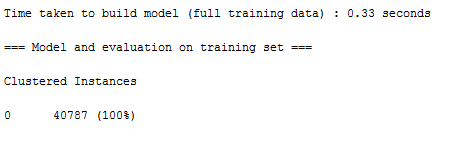 Time taken to build model (full training data) : 0.33 seconds
=== Model and evaluation on training set ===
Clustered Instances
0      40787 (100%)